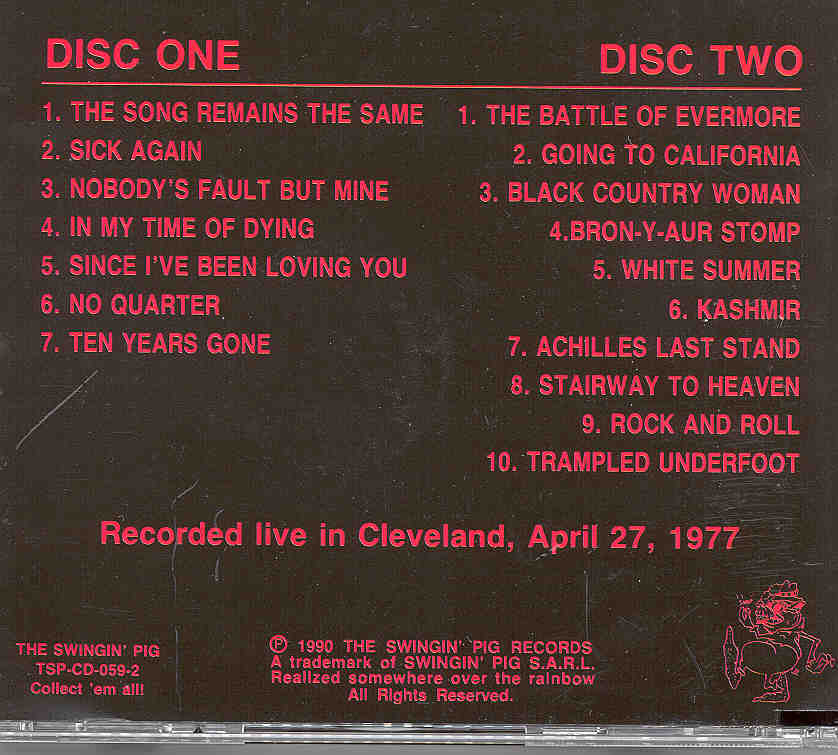 DISC ONE
1. THE SONG REMAINS THE SAME
2. SICK AGAIN
3. NOBODY'S FAULT BUT MINE
4. IN MY TIME OF DYING
5. SINCE I'VE BEEN LOVING YOU
6. NO QUARTER
7. TEN YEARS GONE
DISC TWO
1. THE BATTLE OF EVERMORE
2. GOING TO CALIFORNIA
3. BLACK COUNTRY WOMAN
4.BRON-Y-AUR STOMP
5. WHITE SUMMER
6. KASHMIR
7. ACHILLES LAST STAND
8. STAIRWAY TO HEAVEN
9. ROCK AND ROLL
10. TRAMPLED UNDERFOOT
Recorded live in Cleveland, April 27, 1977
THE SWINGIN' PIG
TSP-CD-059-2
Collect 'em all!
℗ 1990 THE SWINGIN' PIG RECORDS
A trademark of SWINGIN' PIG S.A.R.L.
Realized somewhere over the rainbow
All Rights Reserved.